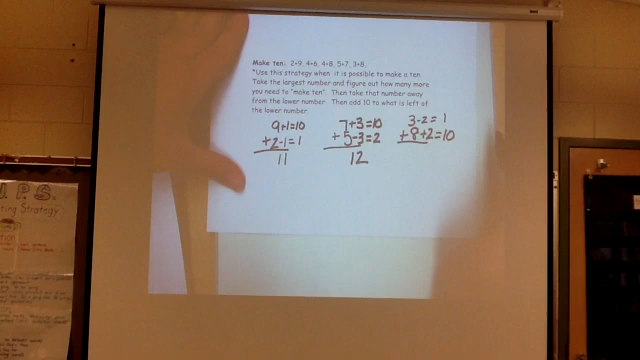 Make ten. 2+9, 4+6, 4+8, 5+7, 3+8,
*Use this strategy when it is possible to make a ten.
Take the largest number and figure out how many more
you need to "make ten". Then take that number away
from the lower number. Then add 10 to what is left of
the lower number.
9+1=10 7+3=10 3-2=1
+2-1=1 +5-3=2 +8+2=10
11 12
P.S.
ting Strategy